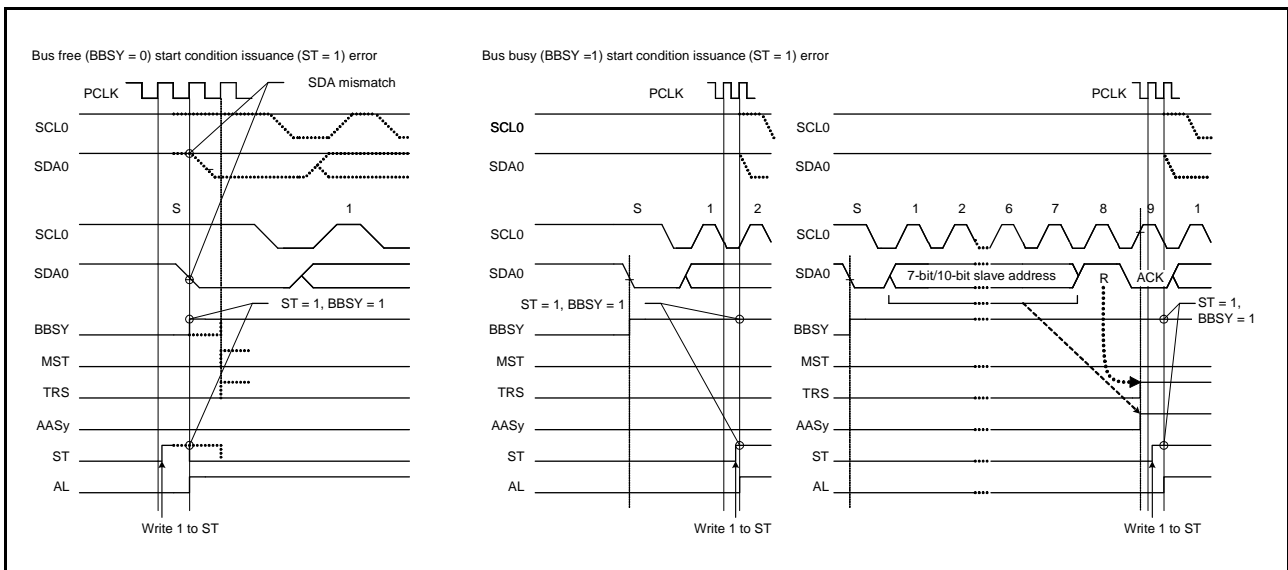 Bus free (BBSY = 0) start condition issuance (ST = 1) error
SDA mismatch
PCLK
SCL0
SDA0
S 1
SCL0
SDA0
ST = 1, BBSY = 1
BBSY
MST
TRS
AASy
ST
AL
Write 1 to ST
Bus busy (BBSY =1) start condition issuance (ST = 1) error
PCLK
SCL0
SDA0
S 1 2
SCL0
SDA0
ST = 1, BBSY = 1
BBSY
MST
TRS
AASy
ST
AL
Write 1 to ST
PCLK
SCL0
SDA0
S 1 2 6 7 8 9 1
SCL0
SDA0
7-bit/10-bit slave address
R
ACK
ST = 1,
BBSY = 1
BBSY
MST
TRS
AASy
ST
AL
Write 1 to ST